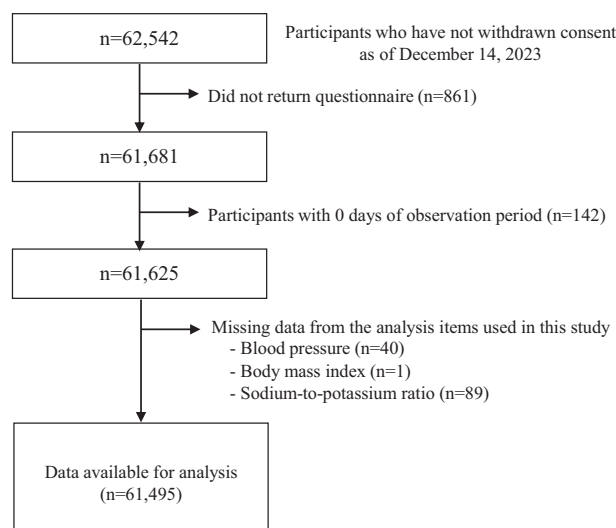 n=62,542
Participants who have not withdrawn consent
as of December 14, 2023
Did not return questionnaire (n=861)
n=61,681
Participants with 0 days of observation period (n=142)
n=61,625
Missing data from the analysis items used in this study
- Blood pressure (n=40)
- Body mass index (n=1)
- Sodium-to-potassium ratio (n=89)
Data available for analysis
(n=61,495)